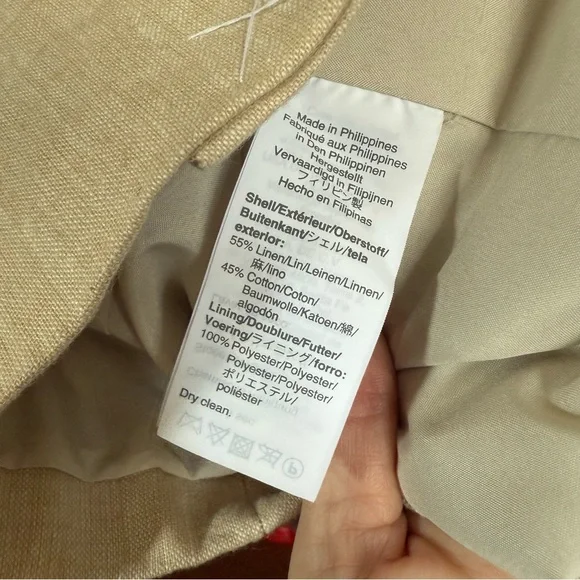 Made in Philippines
Fabriqué aux Philippines
in Den Philippinen
Hergestellt
Vervaardigd in Filipijnen
フィリピン製
Hecho en Filipinas
Shell/Extérieur/Oberstoff/
Buitenkant/シェル/tela
exterior:
55% Linen/Lin/Leinen/Linnen/
麻/lino
45% Cotton/Coton/
Baumwolle/Katoen/綿/
algodón
Lining/Doublure/Futter/
Voering/ライニング/forro:
100% Polyester/Polyester/
Polyester/Polyester/
ポリエステル/
poliéster
Dry clean.
P